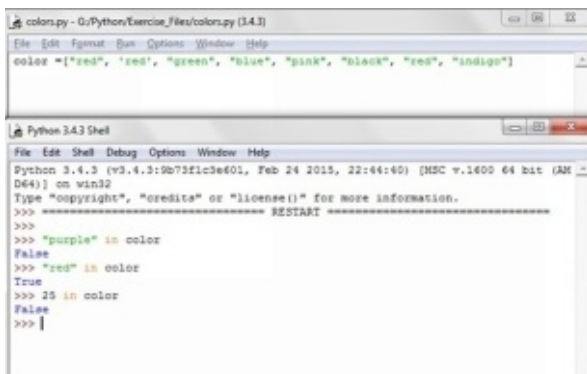 colors.py - G:/Python/Exercise_Files/colors.py (3.4.3)
File Edit Format Run Options Window Help
color =["red", 'red', "green", "blue", "pink", "black", "red", "indigo"]
Python 3.4.3 Shell
File Edit Shell Debug Options Window Help
Python 3.4.3 (v3.4.3:9b73f1c3e601, Feb 24 2015, 22:44:40) [MSC v.1600 64 bit (AM
D64)] on win32
Type "copyright", "credits" or "license()" for more information.
>>> ================================ RESTART ================================
>>>
>>> "purple" in color
False
>>> "red" in color
True
>>> 25 in color
False
>>>